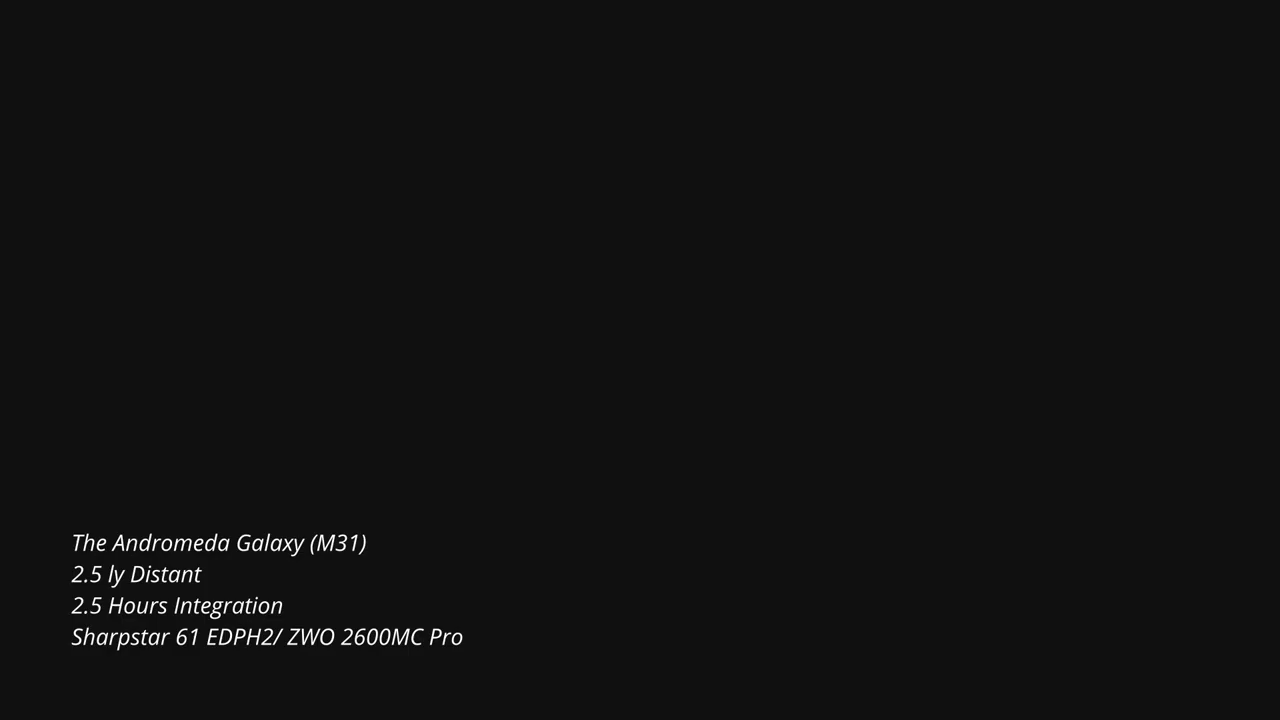 The Andromeda Galaxy (M31)
2.5 ly Distant
2.5 Hours Integration
Sharpstar 61 EDPH2/ ZWO 2600MC Pro